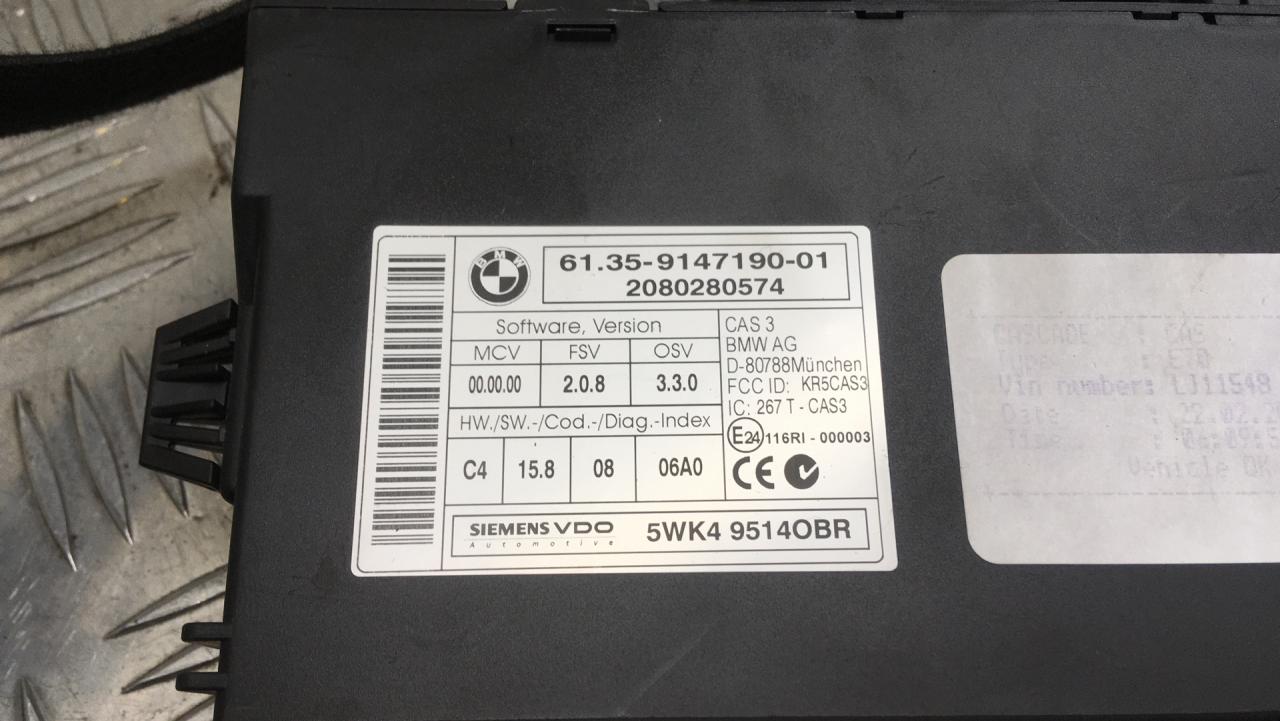 BMW
61.35-9147190-01
2080280574
Software, Version
MCV FSV OSV
00.00.00 2.0.8 3.3.0
HW./SW.-/Cod.-/Diag.-Index
C4 15.8 08 06A0
CAS 3
BMW AG
D-80788München
FCC ID: KR5CAS3
IC: 267 T - CAS3
E24 116RI - 000003
CE
SIEMENS VDO
Automotive
5WK4 9514OBR
CASCADE : CAS
Type : E70
Vin number: LJ11548
Date : 22.02.2
Time : 06:09:
Vehicle OK